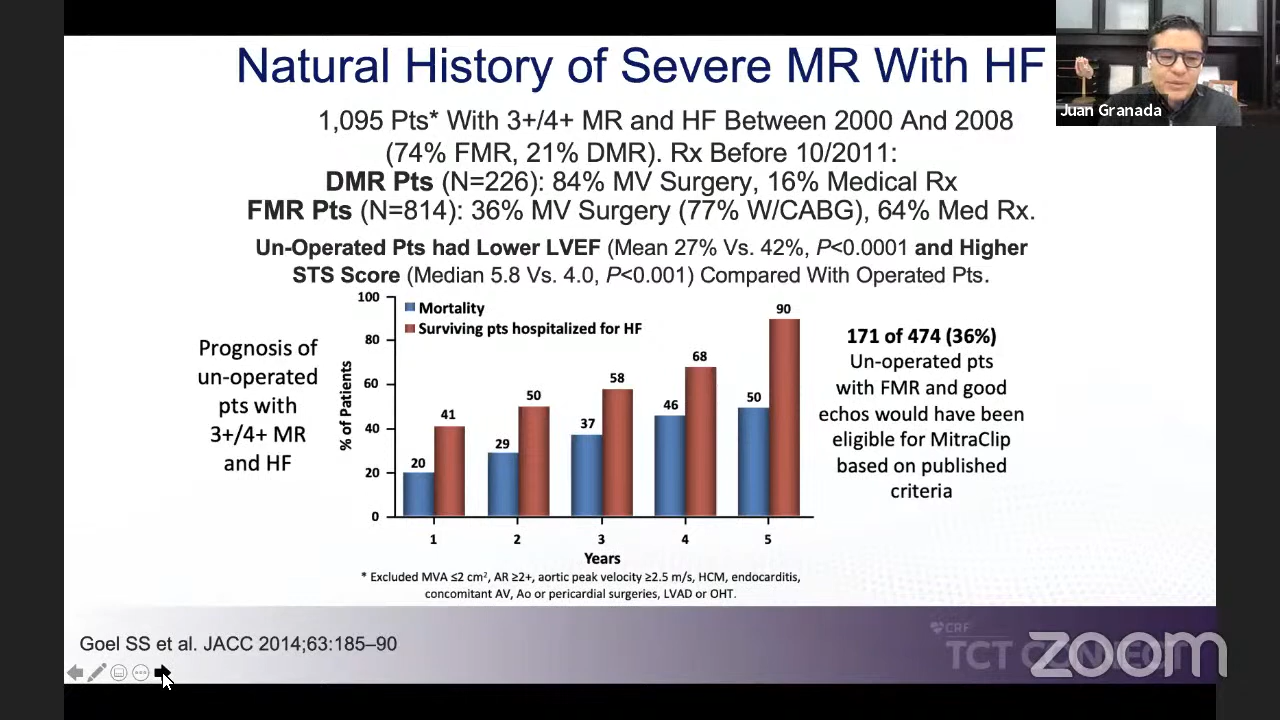 Natural History of Severe MR With HF
Juan Granada
1,095 Pts* With 3+/4+ MR and HF Between 2000 And 2008
(74% FMR, 21% DMR). Rx Before 10/2011:
DMR Pts (N=226): 84% MV Surgery, 16% Medical Rx
FMR Pts (N=814): 36% MV Surgery (77% W/CABG), 64% Med Rx.
Un-Operated Pts had Lower LVEF (Mean 27% Vs. 42%, P<0.0001 and Higher
STS Score (Median 5.8 Vs. 4.0, P<0.001) Compared With Operated Pts.
Prognosis of
un-operated
pts with
3+/4+ MR
and HF
% of Patients
100
80
60
40
20
0
Mortality
Surviving pts hospitalized for HF
20
41
29
50
37
58
46
68
50
90
1
2
3
4
5
Years
171 of 474 (36%)
Un-operated pts
with FMR and good
echos would have been
eligible for MitraClip
based on published
criteria
* Excluded MVA ≤2 cm², AR ≥2+, aortic peak velocity ≥2.5 m/s, HCM, endocarditis,
concomitant AV, Ao or pericardial surgeries, LVAD or OHT.
Goel SS et al. JACC 2014;63:185–90
CRF
TCT CONNECT
zoom